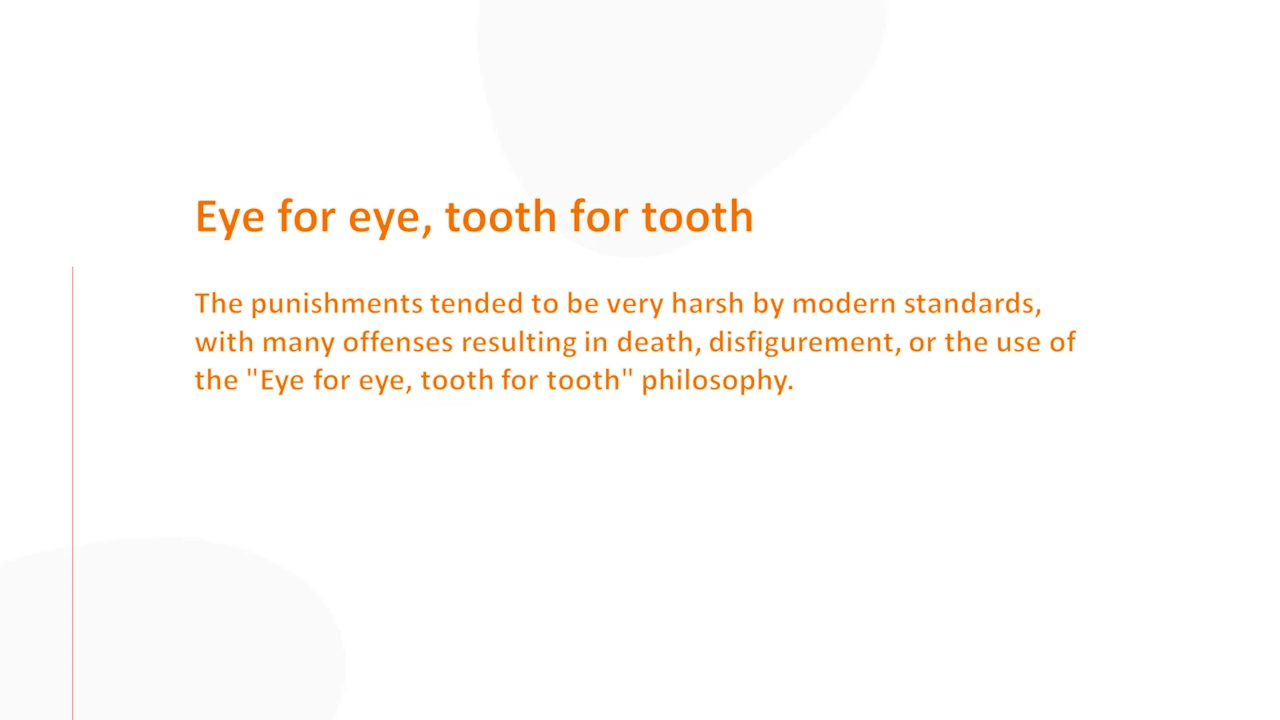 Eye for eye, tooth for tooth
The punishments tended to be very harsh by modern standards,
with many offenses resulting in death, disfigurement, or the use of
the "Eye for eye, tooth for tooth" philosophy.